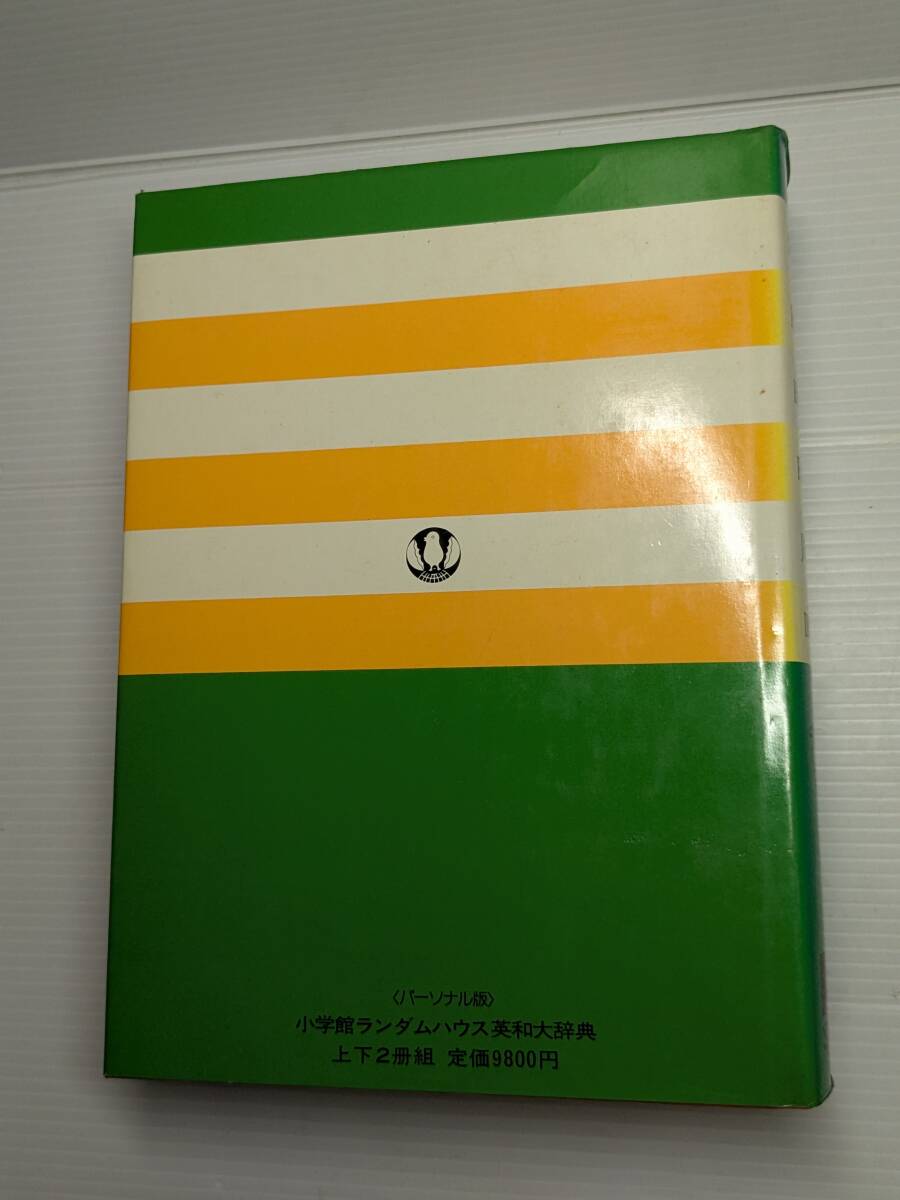 〈パーソナル版〉
小学館ランダムハウス英和大辞典
上下2冊組 定価9800円